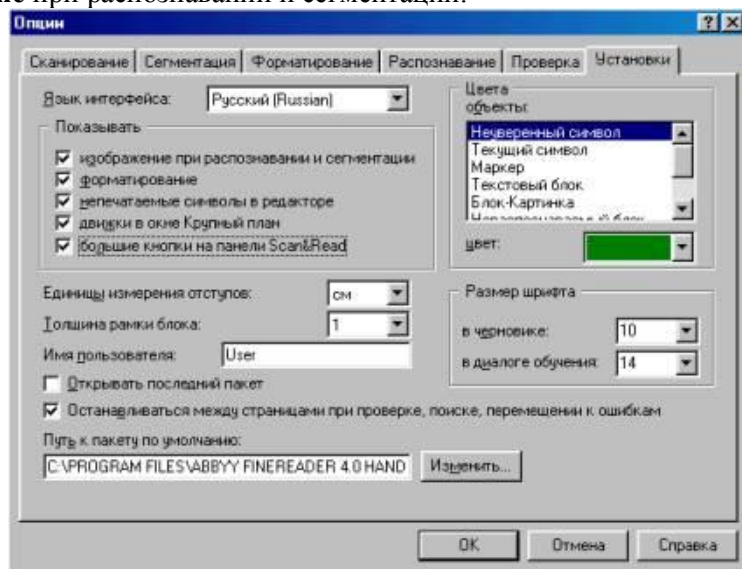 при распознавании и сегментации.
Опции
Сканирование Сегментация Форматирование Распознавание Проверка Установки
Язык интерфейса: Русский (Russian)
Показывать
изображение при распознавании и сегментации
форматирование
непечатаемые символы в редакторе
движки в окне Крупный план
большие кнопки на панели Scan&Read
Цвета
объекты:
Неуверенный символ
Текущий символ
Маркер
Текстовый блок
Блок-Картинка
цвет:
Единицы измерения отступов: см
Толщина рамки блока: 1
Имя пользователя: User
Размер шрифта
в черновике: 10
в диалоге обучения: 14
Открывать последний пакет
Останавливаться между страницами при проверке, поиске, перемещении к ошибкам
Путь к пакету по умолчанию:
C:\PROGRAM FILES\ABBYY FINEREADER 4.0 HAND Изменить...
OK Отмена Справка